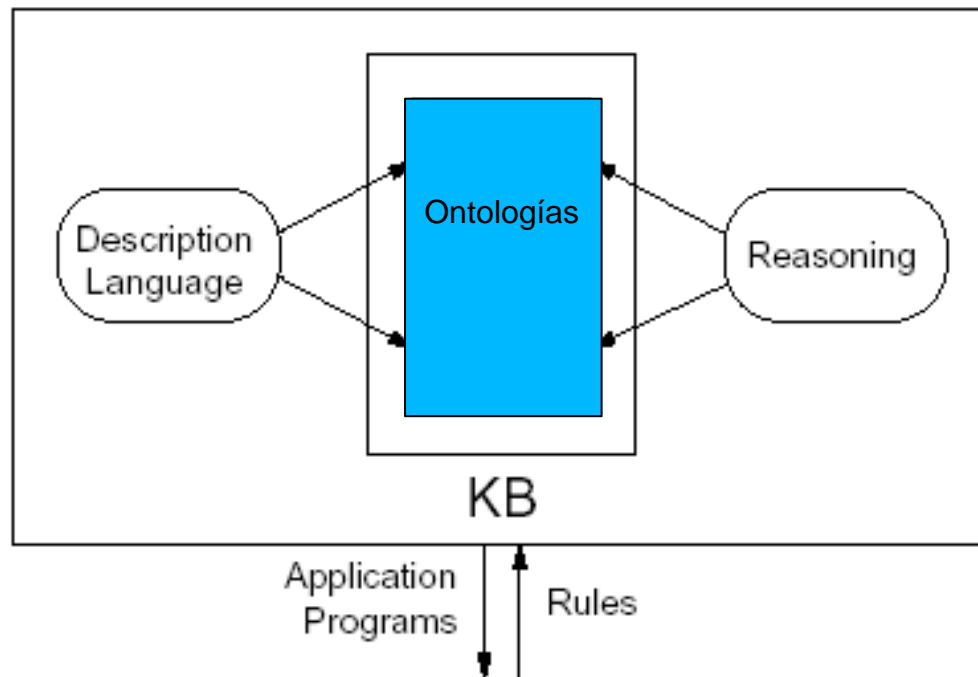 Ontologías
Description
Language
Reasoning
KB
Application
Programs
Rules